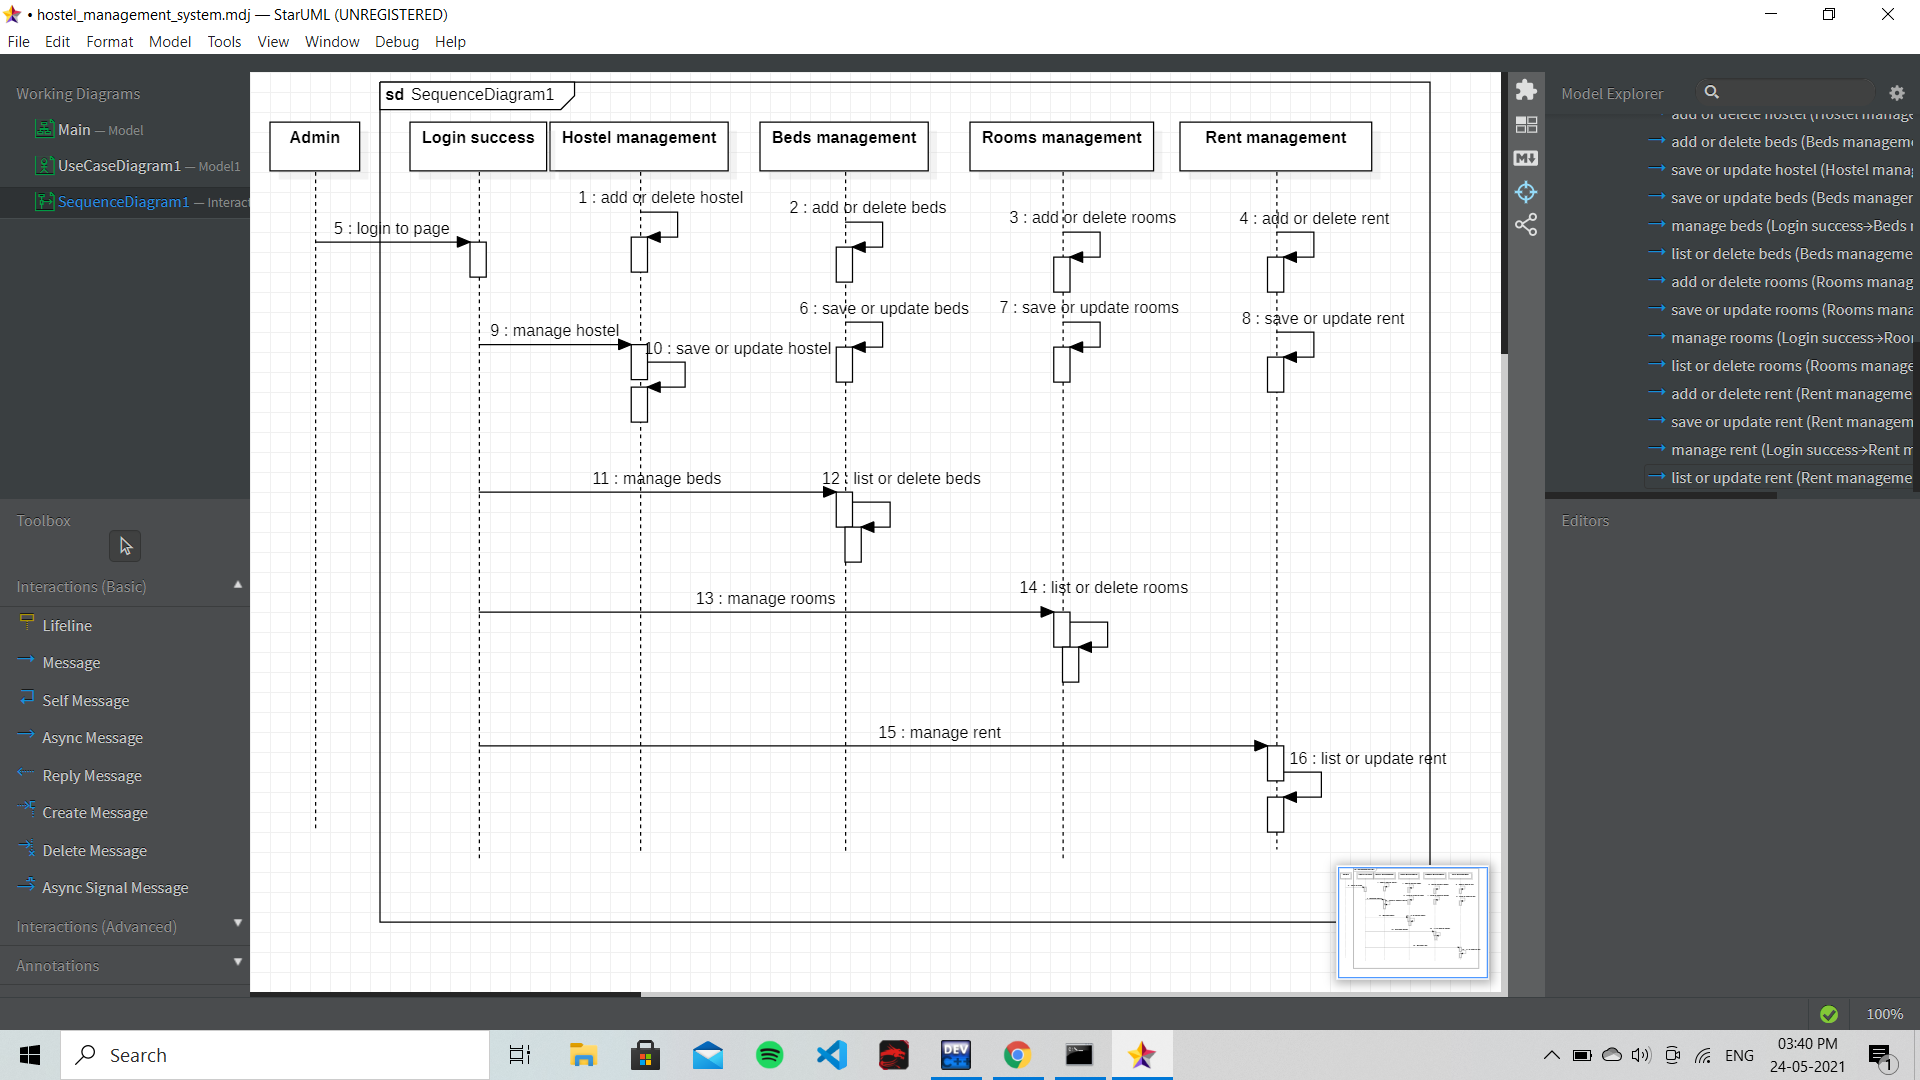 • hostel_management_system.mdj — StarUML (UNREGISTERED)
File Edit Format Model Tools View Window Debug Help
Working Diagrams
Main — Model
UseCaseDiagram1 — Model1
SequenceDiagram1 — Interact
Toolbox
Interactions (Basic)
Lifeline
Message
Self Message
Async Message
Reply Message
Create Message
Delete Message
Async Signal Message
Interactions (Advanced)
Annotations
sd SequenceDiagram1
Admin
Login success
Hostel management
Beds management
Rooms management
Rent management
1 : add or delete hostel
2 : add or delete beds
3 : add or delete rooms
4 : add or delete rent
5 : login to page
6 : save or update beds
7 : save or update rooms
8 : save or update rent
9 : manage hostel
10 : save or update hostel
11 : manage beds
12 : list or delete beds
13 : manage rooms
14 : list or delete rooms
15 : manage rent
16 : list or update rent
Model Explorer
add or delete hostel (Hostel manage
add or delete beds (Beds managem
save or update hostel (Hostel mana
save or update beds (Beds manager
manage beds (Login success→Beds
list or delete beds (Beds manageme
add or delete rooms (Rooms manag
save or update rooms (Rooms mana
manage rooms (Login success→Roo
list or delete rooms (Rooms manage
add or delete rent (Rent manageme
save or update rent (Rent managem
manage rent (Login success→Rent m
list or update rent (Rent manageme
Editors
100%
Search
DEV
C++
ENG
03:40 PM
24-05-2021
1